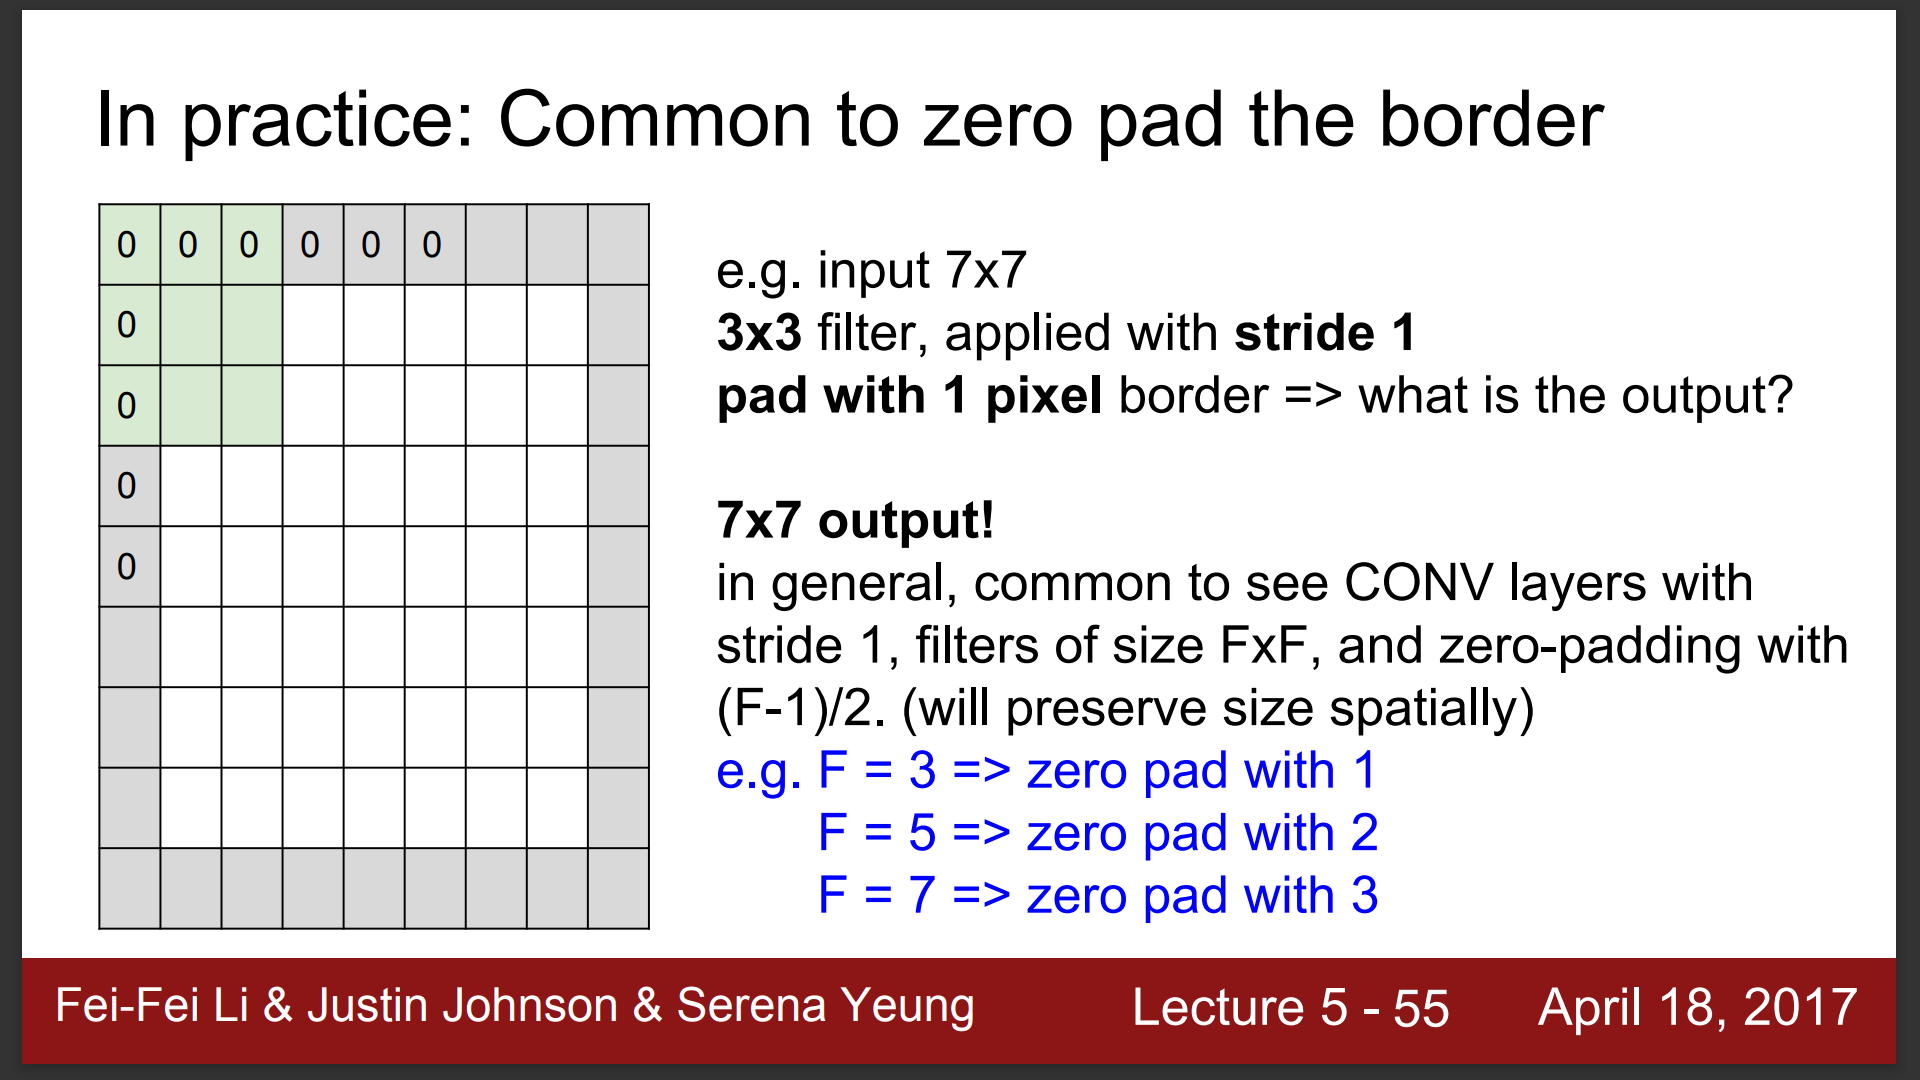 In practice: Common to zero pad the border
0 0 0 0 0 0
0
0
0
0
e.g. input 7x7
3x3 filter, applied with stride 1
pad with 1 pixel border => what is the output?
7x7 output!
in general, common to see CONV layers with
stride 1, filters of size FxF, and zero-padding with
(F-1)/2. (will preserve size spatially)
e.g. F = 3 => zero pad with 1
F = 5 => zero pad with 2
F = 7 => zero pad with 3
Fei-Fei Li & Justin Johnson & Serena Yeung Lecture 5 - 55 April 18, 2017